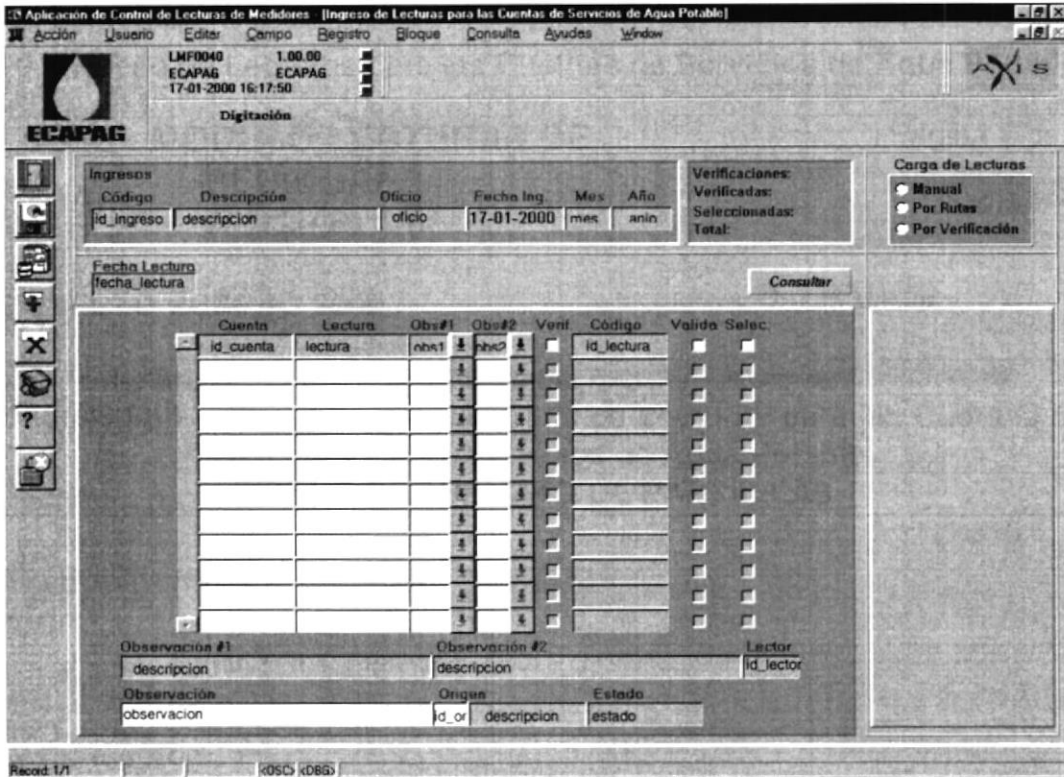 Aplicación de Control de Lecturas de Medidores - [Ingreso de Lecturas para las Cuentas de Servicios de Agua Potable]
Acción Usuario Editar Campo Registro Bloque Consulta Ayudas Window
LMF0040 1.00.00
ECAPAG ECAPAG
17-01-2000 16:17:50
AXIS
Digitación
ECAPAG
Ingresos
Código Descripción Oficio Fecha Ing. Mes Año
id_ingreso descripcion oficio 17-01-2000 mes anio
Verificaciones:
Verificadas:
Seleccionadas:
Total:
Carga de Lecturas
Manual
Por Rutas
Por Verificación
Fecha Lectura
fecha_lectura
Consultar
Cuenta Lectura Obs#1 Obs#2 Verif. Código Valida Selec.
id_cuenta lectura obs1 obs2 id_lectura
Observación #1 Observación #2 Lector
descripcion descripcion id_lector
Observación Origen Estado
observacion id_or descripcion estado
Record: 1/1 <OSC> <DBG>